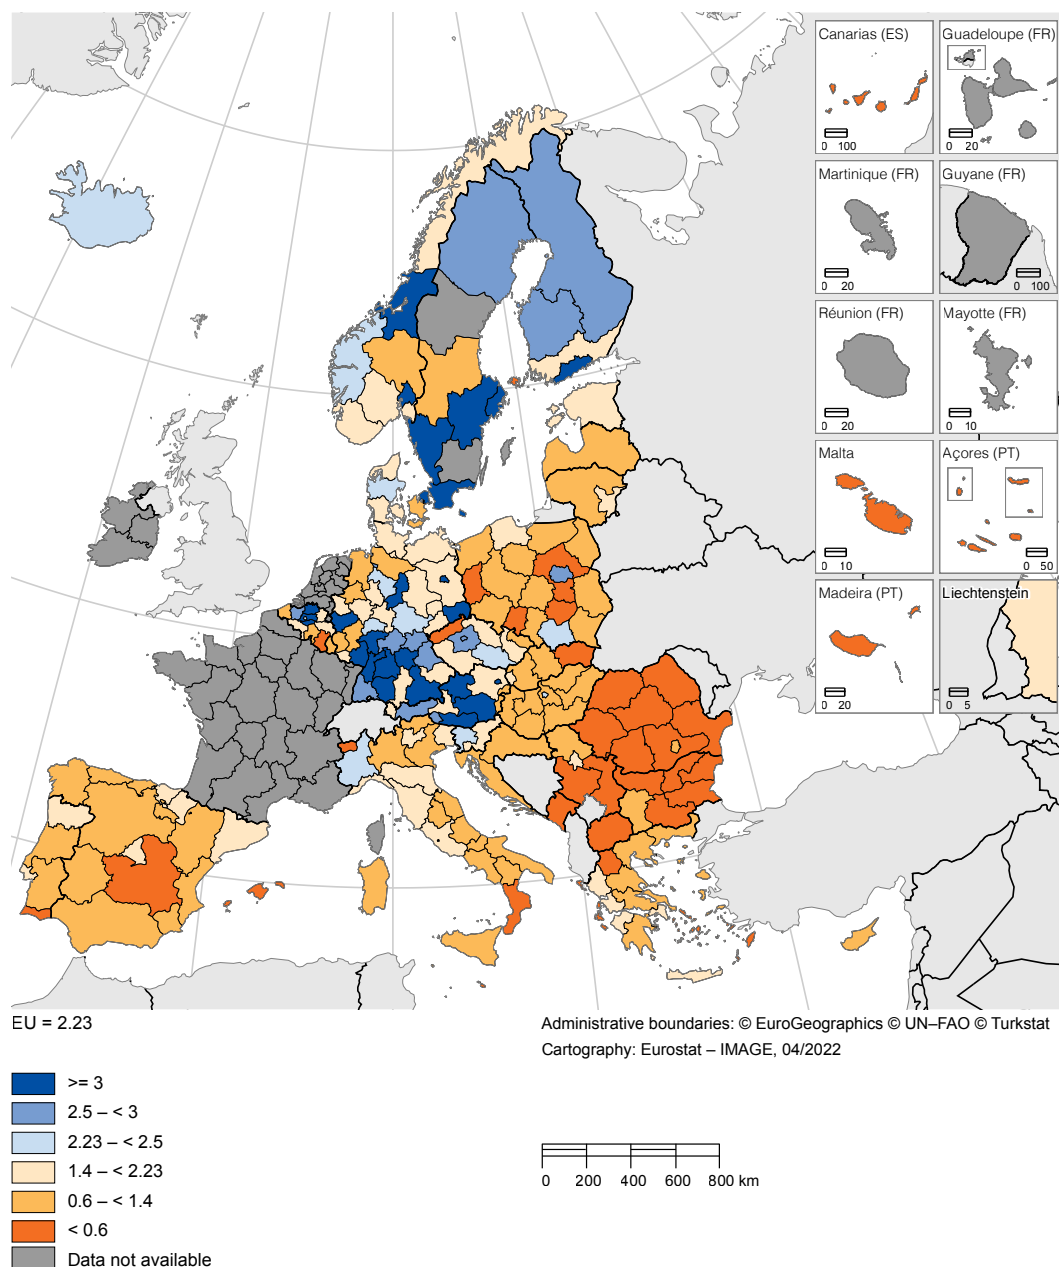 Canarias (ES)
0 100
Guadeloupe (FR)
0 20
Martinique (FR)
0 20
Guyane (FR)
0 100
Réunion (FR)
0 20
Mayotte (FR)
0 10
Malta
0 10
Açores (PT)
0 50
Madeira (PT)
0 20
Liechtenstein
0 5
EU = 2.23
Administrative boundaries: © EuroGeographics © UN–FAO © Turkstat
Cartography: Eurostat – IMAGE, 04/2022
>= 3
2.5 – < 3
2.23 – < 2.5
1.4 – < 2.23
0.6 – < 1.4
< 0.6
Data not available
0 200 400 600 800 km